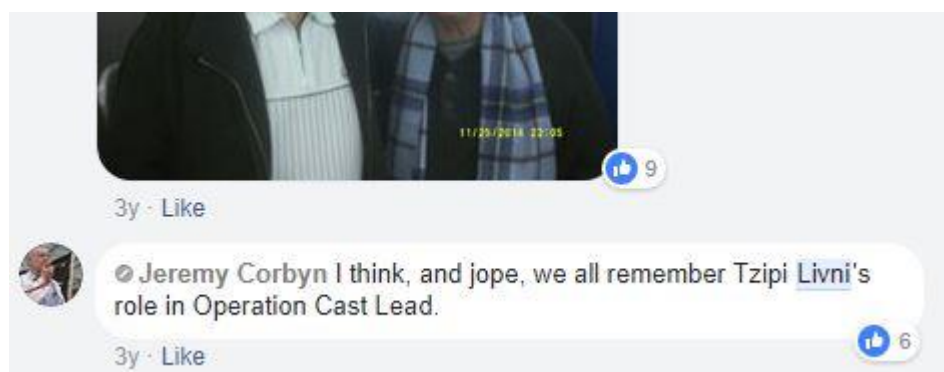 11/25/2014 22:05
9
3y · Like
Jeremy Corbyn I think, and jope, we all remember Tzipi Livni's
role in Operation Cast Lead.
6
3y · Like